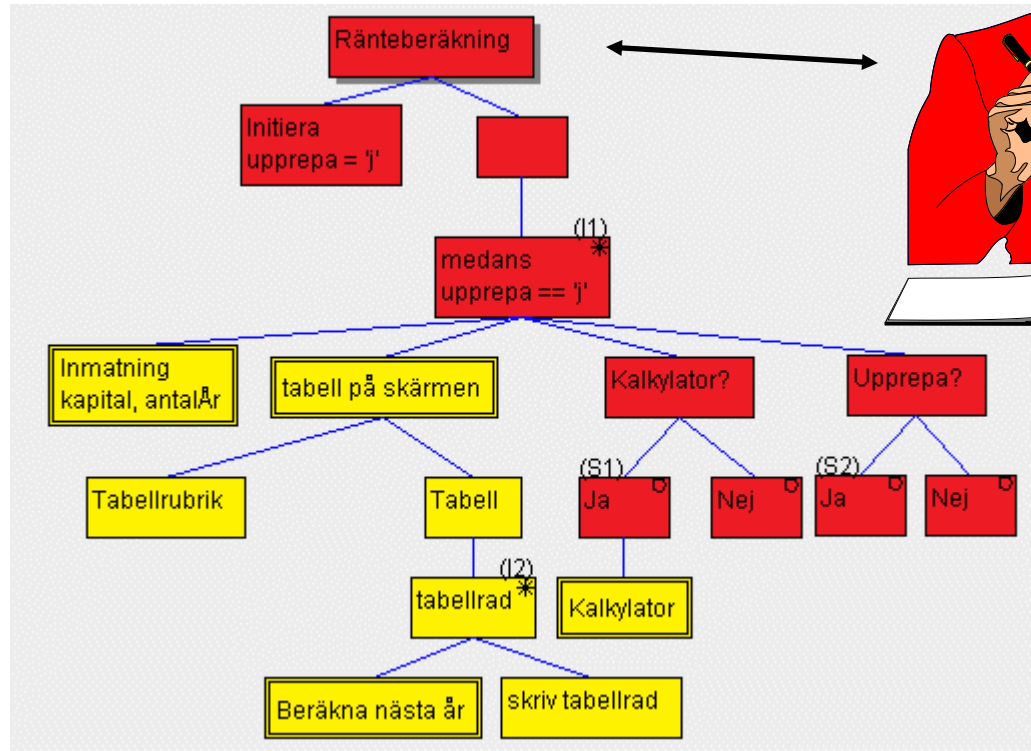 Ränteberäkning
Initiera
upprepa = 'j'
(I1)
*
medans
upprepa == 'j'
Inmatning
kapital, antalÅr
tabell på skärmen
Kalkylator?
Upprepa?
Tabellrubrik
Tabell
(S1)
Ja
Nej
(S2)
Ja
Nej
(I2)
*
tabellrad
Kalkylator
Beräkna nästa år
skriv tabellrad